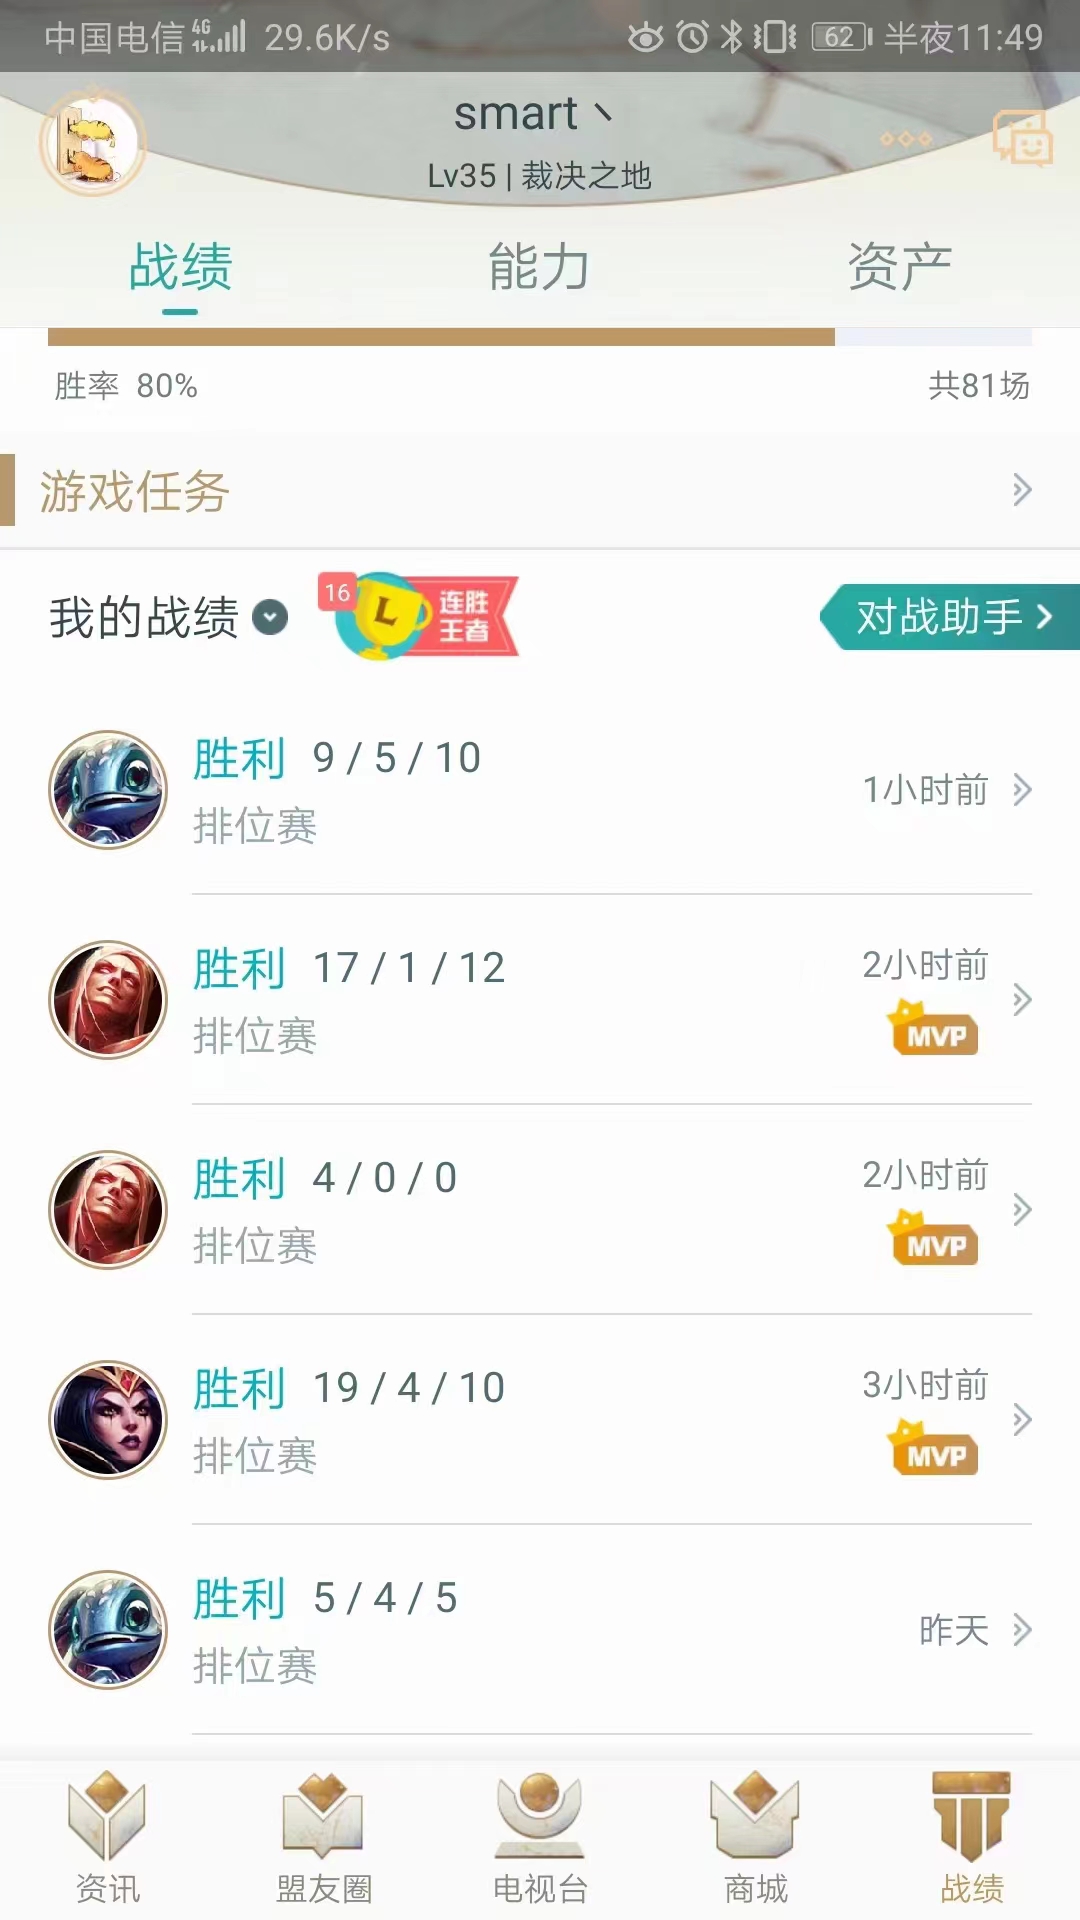 中国电信 4G 29.6K/s 62 半夜11:49
smart丶
Lv35 | 裁决之地
战绩 能力 资产
胜率 80% 共81场
游戏任务
我的战绩 16 L 连胜王者 对战助手
胜利 9 / 5 / 10
排位赛
1小时前
胜利 17 / 1 / 12
排位赛
2小时前
MVP
胜利 4 / 0 / 0
排位赛
2小时前
MVP
胜利 19 / 4 / 10
排位赛
3小时前
MVP
胜利 5 / 4 / 5
排位赛
昨天
资讯 盟友圈 电视台 商城 战绩